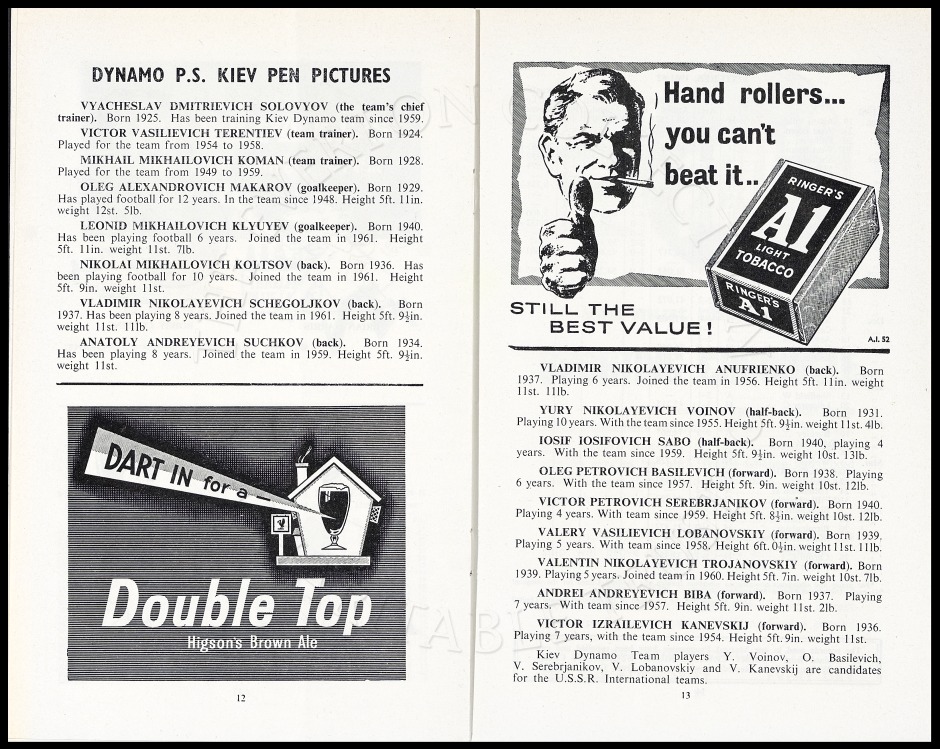 DYNAMO P.S. KIEV PEN PICTURES
VYACHESLAV DMITRIEVICH SOLOVYOV (the team's chief
trainer). Born 1925. Has been training Kiev Dynamo team since 1959.
VICTOR VASILIEVICH TERENTIEV (team trainer). Born 1924.
Played for the team from 1954 to 1958.
MIKHAIL MIKHAILOVICH KOMAN (team trainer). Born 1928.
Played for the team from 1949 to 1959.
OLEG ALEXANDROVICH MAKAROV (goalkeeper). Born 1929.
Has played football for 12 years. In the team since 1948. Height 5ft. 11in.
weight 12st. 5lb.
LEONID MIKHAILOVICH KLYUYEV (goalkeeper). Born 1940.
Has been playing football 6 years. Joined the team in 1961. Height
5ft. 11in. weight 11st. 7lb.
NIKOLAI MIKHAILOVICH KOLTSOV (back). Born 1936. Has
been playing football for 10 years. Joined the team in 1961. Height
5ft. 9in. weight 11st.
VLADIMIR NIKOLAYEVICH SCHEGOLJKOV (back). Born
1937. Has been playing 8 years. Joined the team in 1961. Height 5ft. 9½in.
weight 11st. 11lb.
ANATOLY ANDREYEVICH SUCHKOV (back). Born 1934.
Has been playing 8 years. Joined the team in 1959. Height 5ft. 9½in.
weight 11st.
DART IN for a
Double Top
Higson's Brown Ale
12
Hand rollers...
you can't
beat it..
RINGER'S
A1
LIGHT
TOBACCO
RINGER'S
A1
STILL THE
BEST VALUE!
A.I. 52
VLADIMIR NIKOLAYEVICH ANUFRIENKO (back). Born
1937. Playing 6 years. Joined the team in 1956. Height 5ft. 11in. weight
11st. 11lb.
YURY NIKOLAYEVICH VOINOV (half-back). Born 1931.
Playing 10 years. With the team since 1955. Height 5ft. 9½in. weight 11st. 4lb.
IOSIF IOSIFOVICH SABO (half-back). Born 1940, playing 4
years. With the team since 1959. Height 5ft. 9½in. weight 10st. 13lb.
OLEG PETROVICH BASILEVICH (forward). Born 1938. Playing
6 years. With the team since 1957. Height 5ft. 9in. weight 10st. 12lb.
VICTOR PETROVICH SEREBRJANIKOV (forward). Born 1940.
Playing 4 years. With team since 1959. Height 5ft. 8½in. weight 10st. 12lb.
VALERY VASILIEVICH LOBANOVSKIY (forward). Born 1939.
Playing 5 years. With team since 1958. Height 6ft. 0½in. weight 11st. 11lb.
VALENTIN NIKOLAYEVICH TROJANOVSKIY (forward). Born
1939. Playing 5 years. Joined team in 1960. Height 5ft. 7in. weight 10st. 7lb.
ANDREI ANDREYEVICH BIBA (forward). Born 1937. Playing
7 years. With team since 1957. Height 5ft. 9in. weight 11st. 2lb.
VICTOR IZRAILEVICH KANEVSKIJ (forward). Born 1936.
Playing 7 years, with the team since 1954. Height 5ft. 9in. weight 11st.
Kiev Dynamo Team players Y. Voinov, O. Basilevich,
V. Serebrjanikov, V. Lobanovskiy and V. Kanevskij are candidates
for the U.S.S.R. International teams.
13